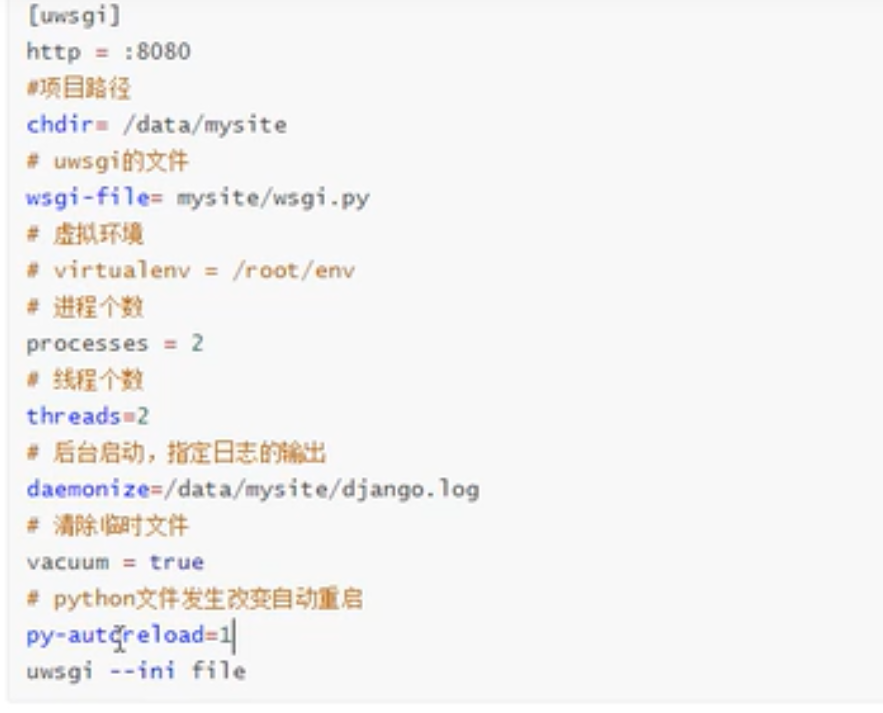 [uwsgi]
http = :8080
#项目路径
chdir= /data/mysite
# uwsgi的文件
wsgi-file= mysite/wsgi.py
# 虚拟环境
# virtualenv = /root/env
# 进程个数
processes = 2
# 线程个数
threads=2
# 后台启动，指定日志的输出
daemonize=/data/mysite/django.log
# 清除临时文件
vacuum = true
# python文件发生改变自动重启
py-autoreload=1
uwsgi --ini file